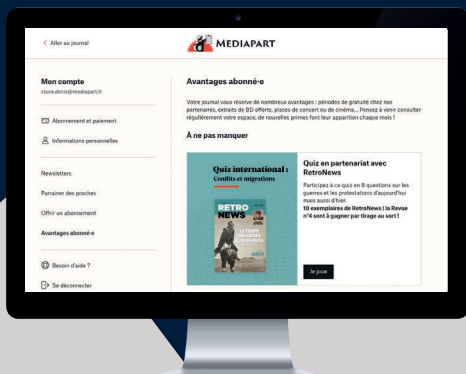 Aller au journal
MEDIAPART
Mon compte
claire.denis@mediapart.fr
Abonnement et paiement
Informations personnelles
Newsletters
Parrainer des proches
Offrir un abonnement
Avantages abonné·e
Besoin d'aide ?
Se déconnecter
Avantages abonné·e
Votre journal vous réserve de nombreux avantages : périodes de gratuité chez nos
partenaires, extraits de BD offerts, places de concert ou de cinéma... Pensez à venir consulter
régulièrement votre espace, de nouvelles primes font leur apparition chaque mois !
À ne pas manquer
Quiz international :
Conflits et migrations
RETRO
NEWS
LE TEMPS
DES CRISES
ÉCOLOGIQUES
Quiz en partenariat avec
RetroNews
Participez à ce quiz en 8 questions sur les
guerres et les protestations d'aujourd'hui
mais aussi d'hier.
10 exemplaires de RetroNews | la Revue
n°4 sont à gagner par tirage au sort !
Je joue